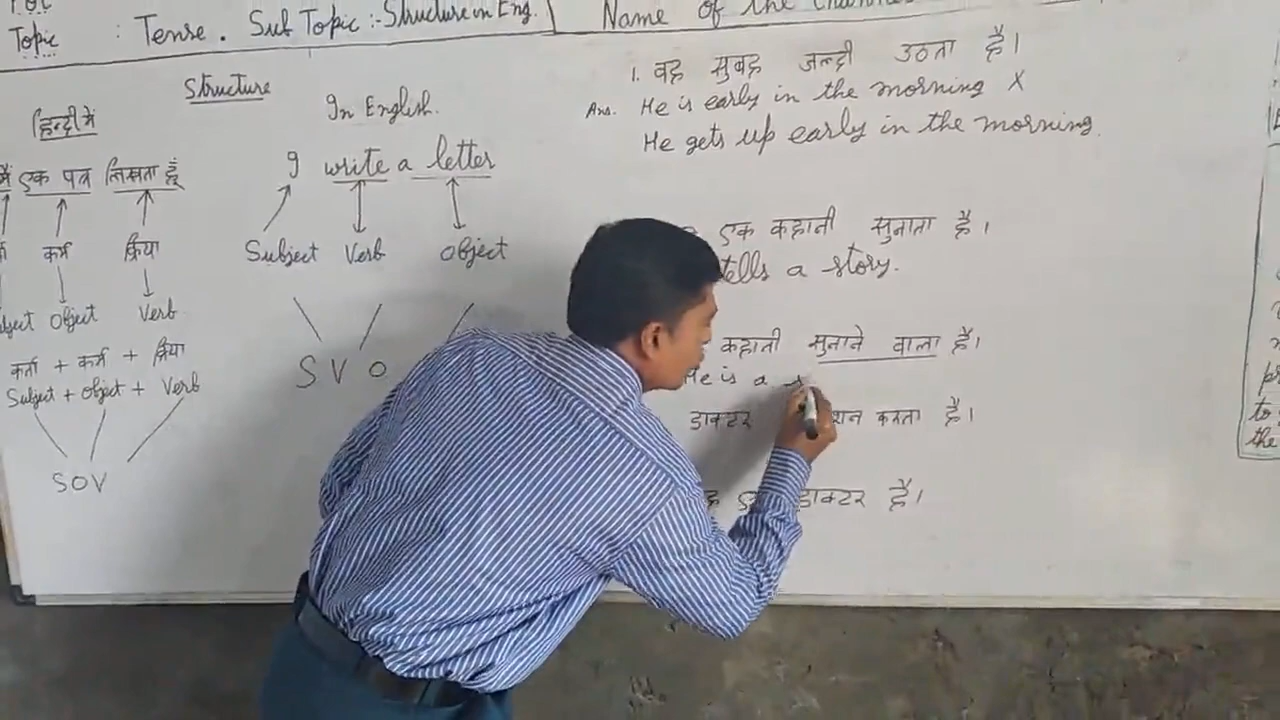 Topic : Tense. Sub Topic :- Structure in Eng. Name of the Channel
Structure
हिन्दी में
एक पत्र लिखता हूँ
कर्म क्रिया
Object Verb
कर्ता + कर्म + क्रिया
Subject + Object + Verb
SOV
In English.
I write a letter
Subject Verb Object
S V O
1. वह सुबह जल्दी उठता है।
Ans. He is early in the morning X
He gets up early in the morning.
एक कहानी सुनाता है।
tells a story.
कहानी सुनाने वाला है।
He is a
डाक्टर करता है।
डाक्टर है।
to
the